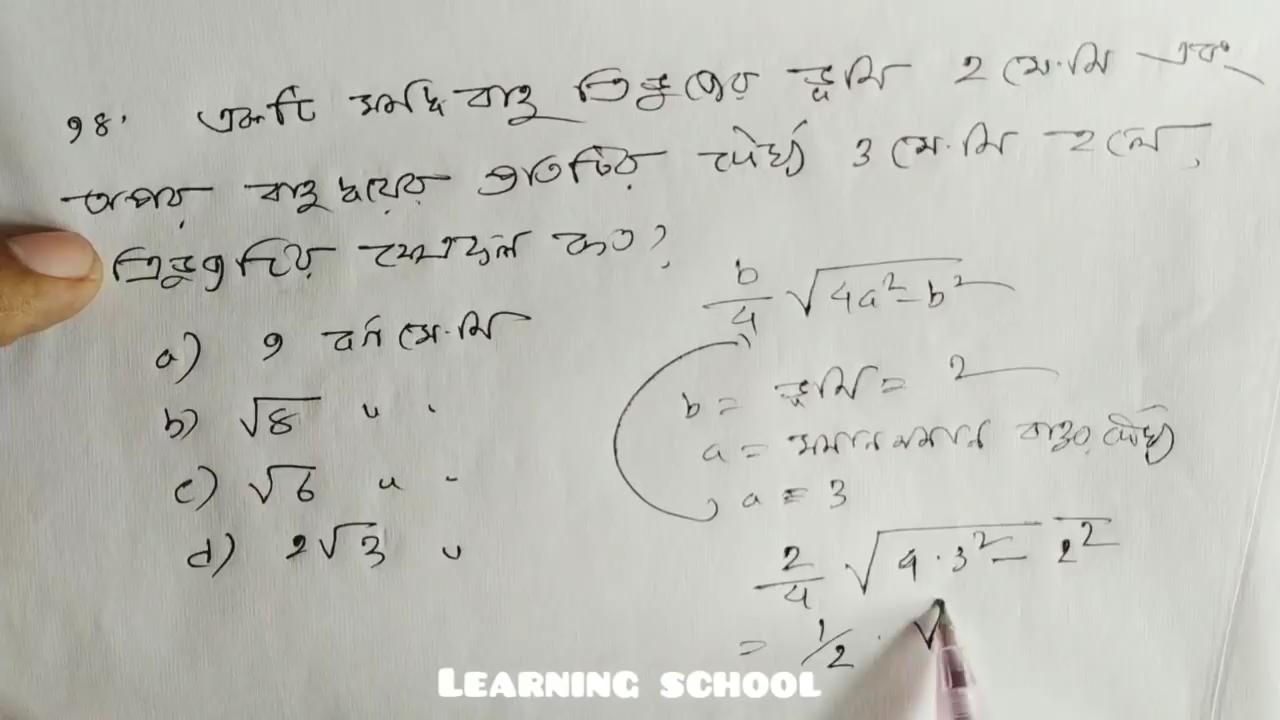 ১৪. একটি সমদ্বিবাহু ত্রিভুজের ভূমি 2 সে.মি এবং
অপর বাহুদ্বয়ের প্রতিটির দৈর্ঘ্য 3 সে.মি হলে,
ত্রিভুজটির ক্ষেত্রফল কত?
a) 9 বর্গ সে.মি
b) √8 " "
c) √6 " "
d) 2√3 "
b/4 √4a²-b²
b = ভূমি = 2
a = সমান সমান বাহুর দৈর্ঘ্য
a = 3
2/4 √4·3²-2²
= 1/2 · √
LEARNING SCHOOL